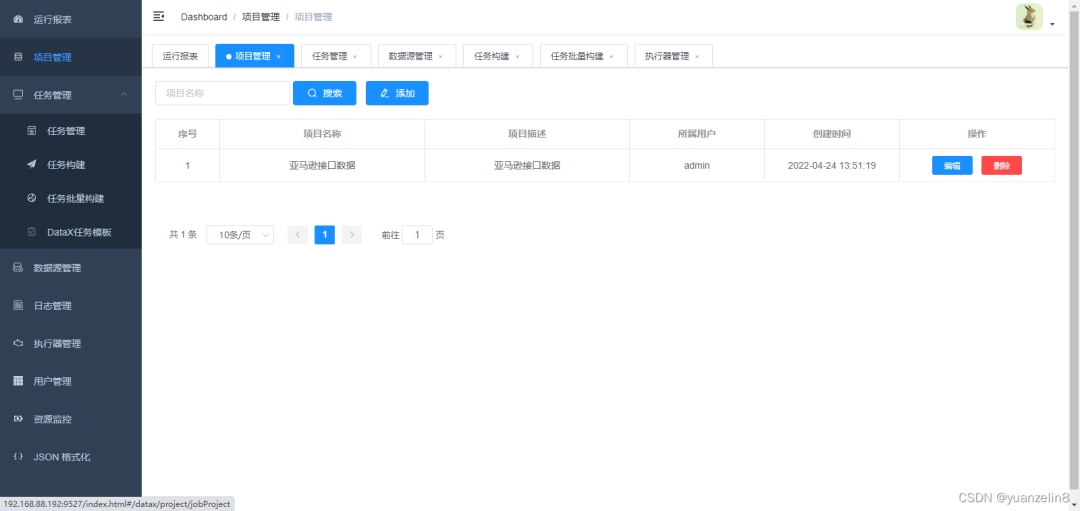 运行报表
项目管理
任务管理
任务管理
任务构建
任务批量构建
DataX任务模板
数据源管理
日志管理
执行器管理
用户管理
资源监控
JSON 格式化
Dashboard / 项目管理 / 项目管理
运行报表 项目管理 × 任务管理 × 数据源管理 × 任务构建 × 任务批量构建 × 执行器管理 ×
项目名称 搜索 添加
序号 项目名称 项目描述 所属用户 创建时间 操作
1 亚马逊接口数据 亚马逊接口数据 admin 2022-04-24 13:51:19 编辑 删除
共 1 条 10条/页 1 前往 1 页
192.168.88.192:9527/index.html#/datax/project/jobProject
CSDN @yuanzelin8